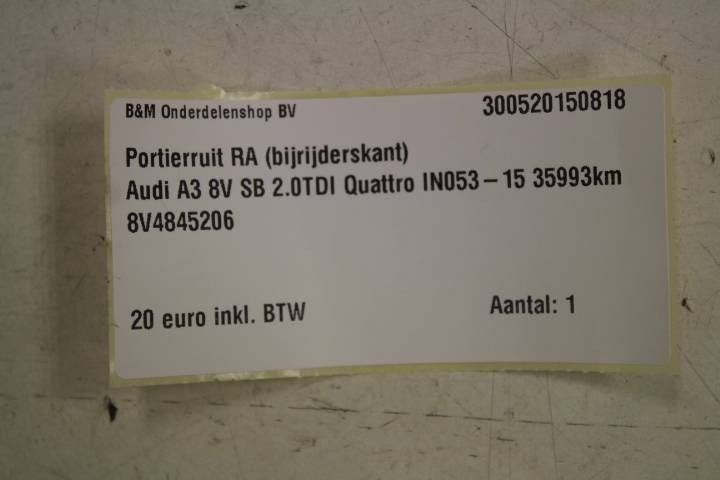 B&M Onderdelenshop BV 300520150818
Portierruit RA (bijrijderskant)
Audi A3 8V SB 2.0TDI Quattro IN053 – 15 35993km
8V4845206
20 euro inkl. BTW Aantal: 1